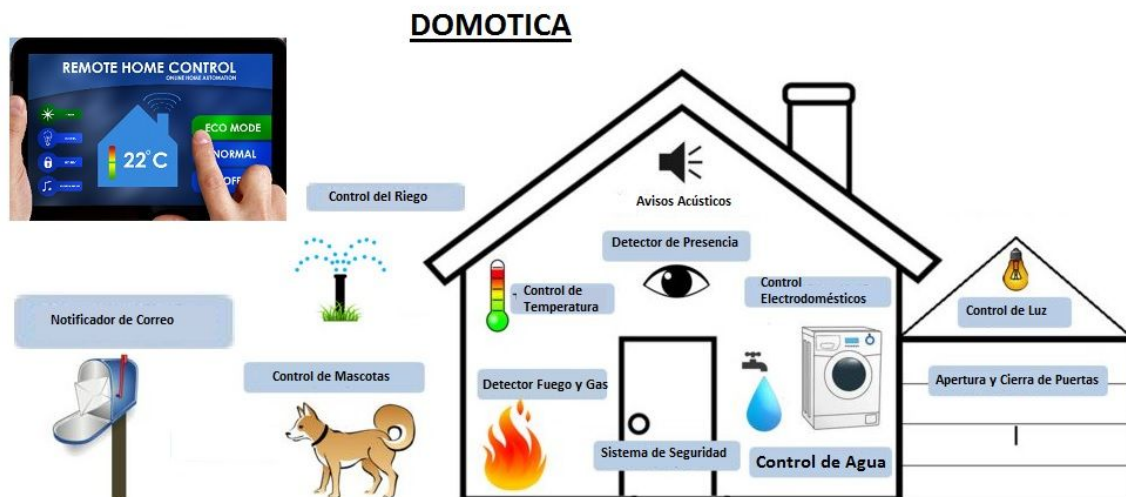 DOMOTICA
REMOTE HOME CONTROL
ONLINE HOME AUTOMATION
ECO MODE
22°C
NORMAL
Control del Riego
Avisos Acústicos
Detector de Presencia
Control de
Temperatura
Control
Electrodomésticos
Notificador de Correo
Control de Luz
Control de Mascotas
Detector Fuego y Gas
Apertura y Cierra de Puertas
Sistema de Seguridad
Control de Agua